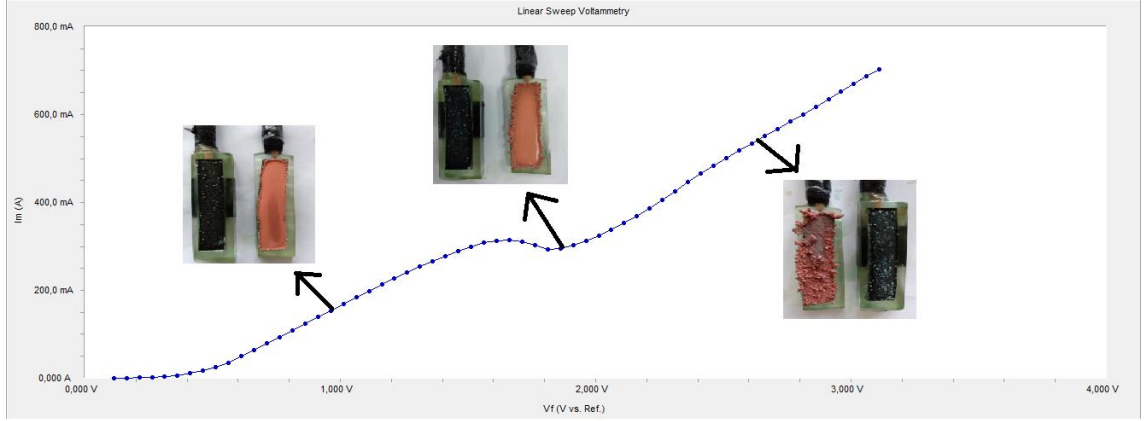 Linear Sweep Voltammetry
800,0 mA
600,0 mA
400,0 mA
200,0 mA
0,000 A
Im (A)
0,000 V 1,000 V 2,000 V 3,000 V 4,000 V
Vf (V vs. Ref.)